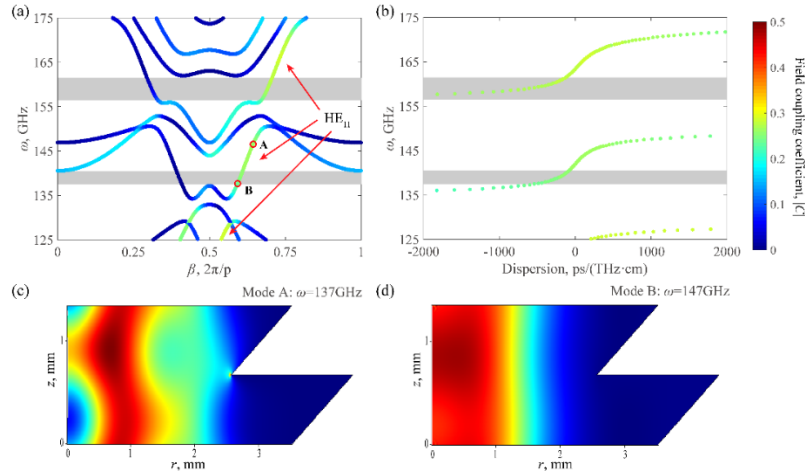 (a)
(b)
175
165
155
145
135
125
ω, GHz
HE11
A
B
0
0.25
0.5
0.75
1
β, 2π/p
175
165
155
145
135
125
ω, GHz
-2000
-1000
0
1000
2000
Dispersion, ps/(THz·cm)
0.5
0.4
0.3
0.2
0.1
0
Field coupling coefficient, |C|
(c)
Mode A: ω=137GHz
(d)
Mode B: ω=147GHz
1
0
z, mm
0
1
2
3
r, mm
1
0
z, mm
0
1
2
3
r, mm